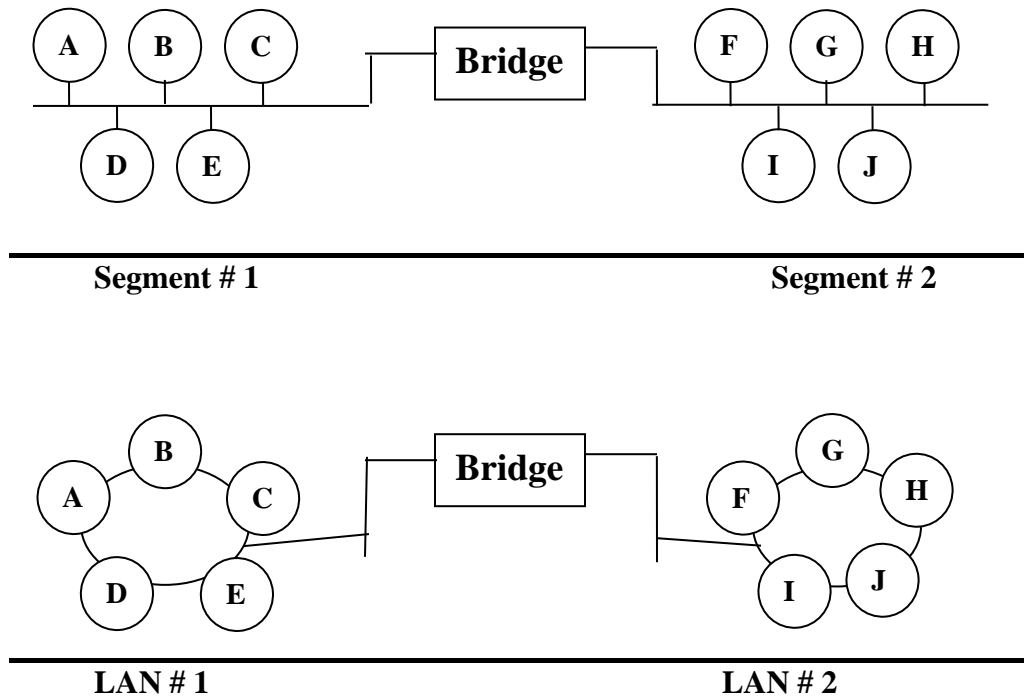 A B C Bridge F G H
D E I J
Segment # 1 Segment # 2
B Bridge G
A C F H
D E I J
LAN # 1 LAN # 2